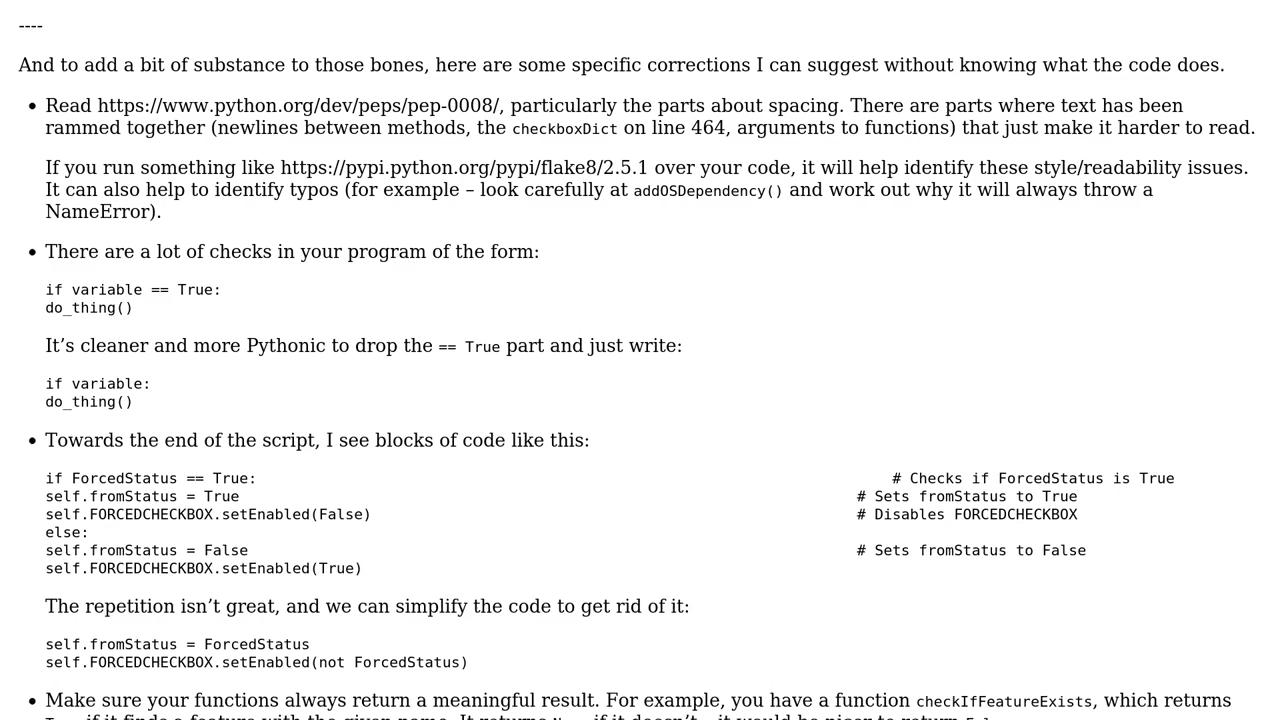 ----
And to add a bit of substance to those bones, here are some specific corrections I can suggest without knowing what the code does.
• Read https://www.python.org/dev/peps/pep-0008/, particularly the parts about spacing. There are parts where text has been
rammed together (newlines between methods, the checkboxDict on line 464, arguments to functions) that just make it harder to read.
If you run something like https://pypi.python.org/pypi/flake8/2.5.1 over your code, it will help identify these style/readability issues.
It can also help to identify typos (for example – look carefully at addOSDependency() and work out why it will always throw a
NameError).
• There are a lot of checks in your program of the form:
if variable == True:
do_thing()
It’s cleaner and more Pythonic to drop the == True part and just write:
if variable:
do_thing()
• Towards the end of the script, I see blocks of code like this:
if ForcedStatus == True: # Checks if ForcedStatus is True
self.fromStatus = True # Sets fromStatus to True
self.FORCEDCHECKBOX.setEnabled(False) # Disables FORCEDCHECKBOX
else:
self.fromStatus = False # Sets fromStatus to False
self.FORCEDCHECKBOX.setEnabled(True)
The repetition isn’t great, and we can simplify the code to get rid of it:
self.fromStatus = ForcedStatus
self.FORCEDCHECKBOX.setEnabled(not ForcedStatus)
• Make sure your functions always return a meaningful result. For example, you have a function checkIfFeatureExists, which returns